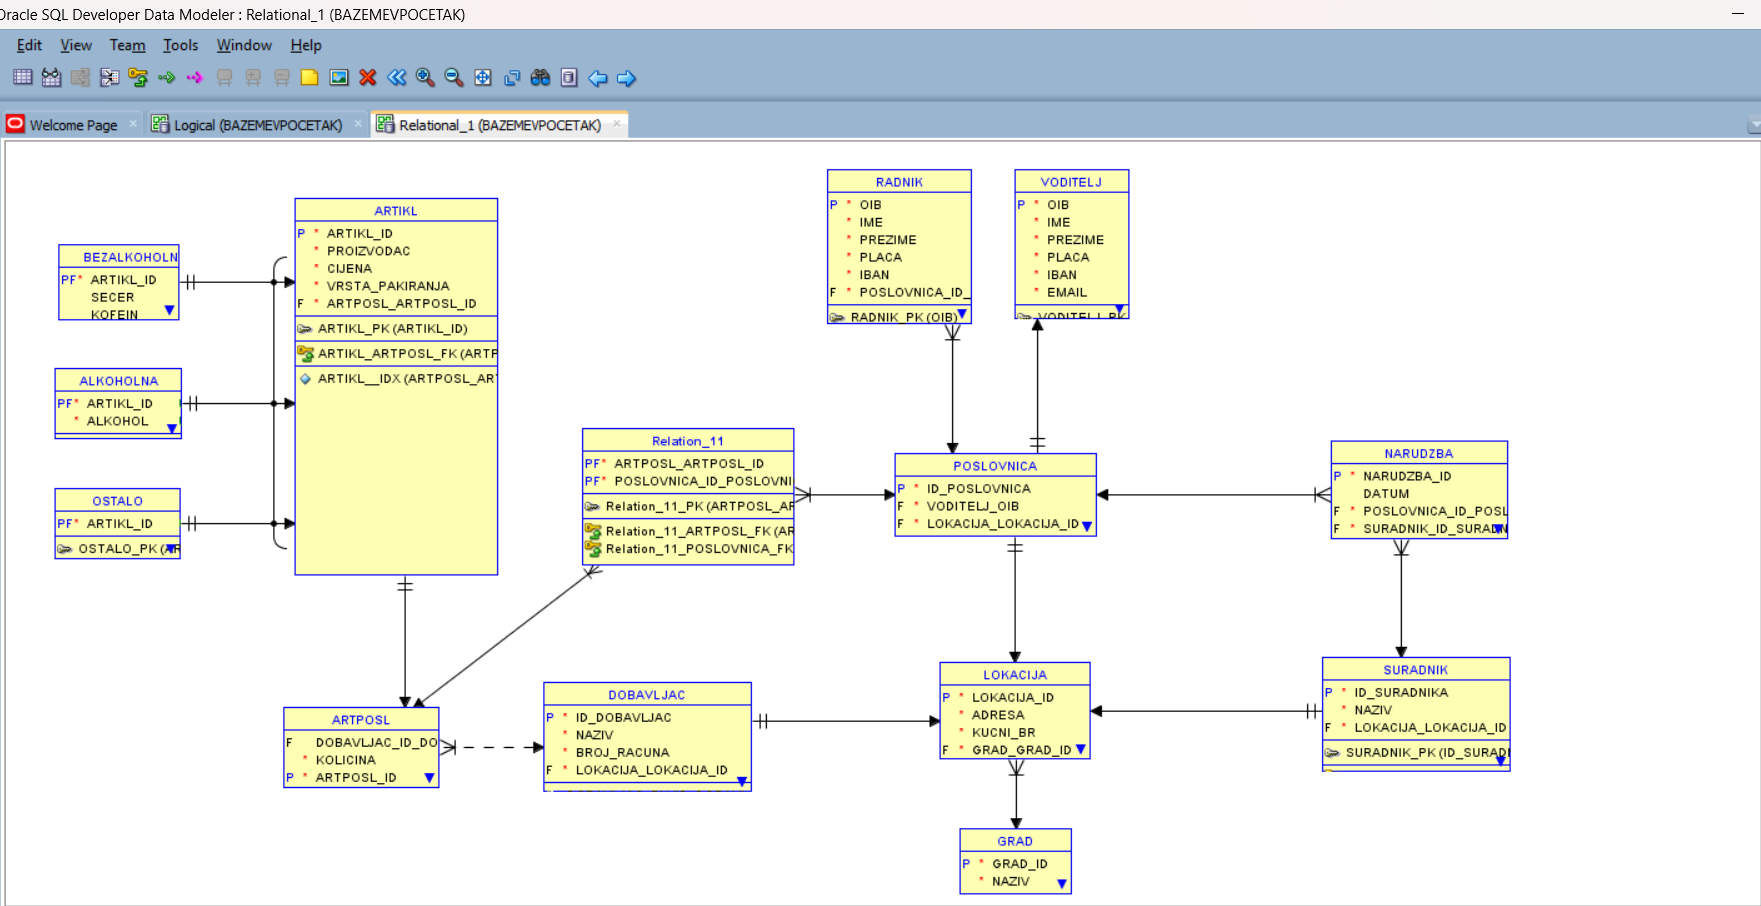 Oracle SQL Developer Data Modeler : Relational_1 (BAZEMEVPOCETAK)
Edit View Team Tools Window Help
Welcome Page
Logical (BAZEMEVPOCETAK)
Relational_1 (BAZEMEVPOCETAK)
BEZALKOHOLN
PF* ARTIKL_ID
SECER
KOFEIN
ALKOHOLNA
PF* ARTIKL_ID
* ALKOHOL
OSTALO
PF* ARTIKL_ID
OSTALO_PK (AR
ARTIKL
P * ARTIKL_ID
* PROIZVODAC
* CIJENA
* VRSTA_PAKIRANJA
F * ARTPOSL_ARTPOSL_ID
ARTIKL_PK (ARTIKL_ID)
ARTIKL_ARTPOSL_FK (ARTP
ARTIKL__IDX (ARTPOSL_AR
Relation_11
PF* ARTPOSL_ARTPOSL_ID
PF* POSLOVNICA_ID_POSLOVNI
Relation_11_PK (ARTPOSL_AR
Relation_11_ARTPOSL_FK (AR
Relation_11_POSLOVNICA_FK
RADNIK
P * OIB
* IME
* PREZIME
* PLACA
* IBAN
F * POSLOVNICA_ID_
RADNIK_PK (OIB)
VODITELJ
P * OIB
* IME
* PREZIME
* PLACA
* IBAN
* EMAIL
VODITELJ_PK
POSLOVNICA
P * ID_POSLOVNICA
F * VODITELJ_OIB
F * LOKACIJA_LOKACIJA_ID
NARUDZBA
P * NARUDZBA_ID
DATUM
F * POSLOVNICA_ID_POSL
F * SURADNIK_ID_SURADN
ARTPOSL
F DOBAVLJAC_ID_DO
* KOLICINA
P * ARTPOSL_ID
DOBAVLJAC
P * ID_DOBAVLJAC
* NAZIV
* BROJ_RACUNA
F * LOKACIJA_LOKACIJA_ID
LOKACIJA
P * LOKACIJA_ID
* ADRESA
* KUCNI_BR
F * GRAD_GRAD_ID
SURADNIK
P * ID_SURADNIKA
* NAZIV
F * LOKACIJA_LOKACIJA_ID
SURADNIK_PK (ID_SURADI
GRAD
P * GRAD_ID
* NAZIV